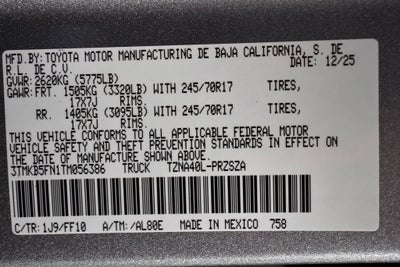 MFD.BY:TOYOTA MOTOR MANUFACTURING DE BAJA CALIFORNIA, S. DE
R.L. DE C.V. DATE: 12/25
GVWR:2620KG (5775LB)
GAWR:FRT. 1505KG (3320LB) WITH 245/70R17 TIRES,
17X7J RIMS.
RR. 1405KG (3095LB) WITH 245/70R17 TIRES,
17X7J RIMS.
THIS VEHICLE CONFORMS TO ALL APPLICABLE FEDERAL MOTOR
VEHICLE SAFETY AND THEFT PREVENTION STANDARDS IN EFFECT ON
THE DATE OF MANUFACTURE SHOWN ABOVE.
3TMKB5FN1TM056386 TRUCK TZNA40L-PRZSZA
C/TR: 1J9/FF10 A/TM: /AL80E MADE IN MEXICO 758